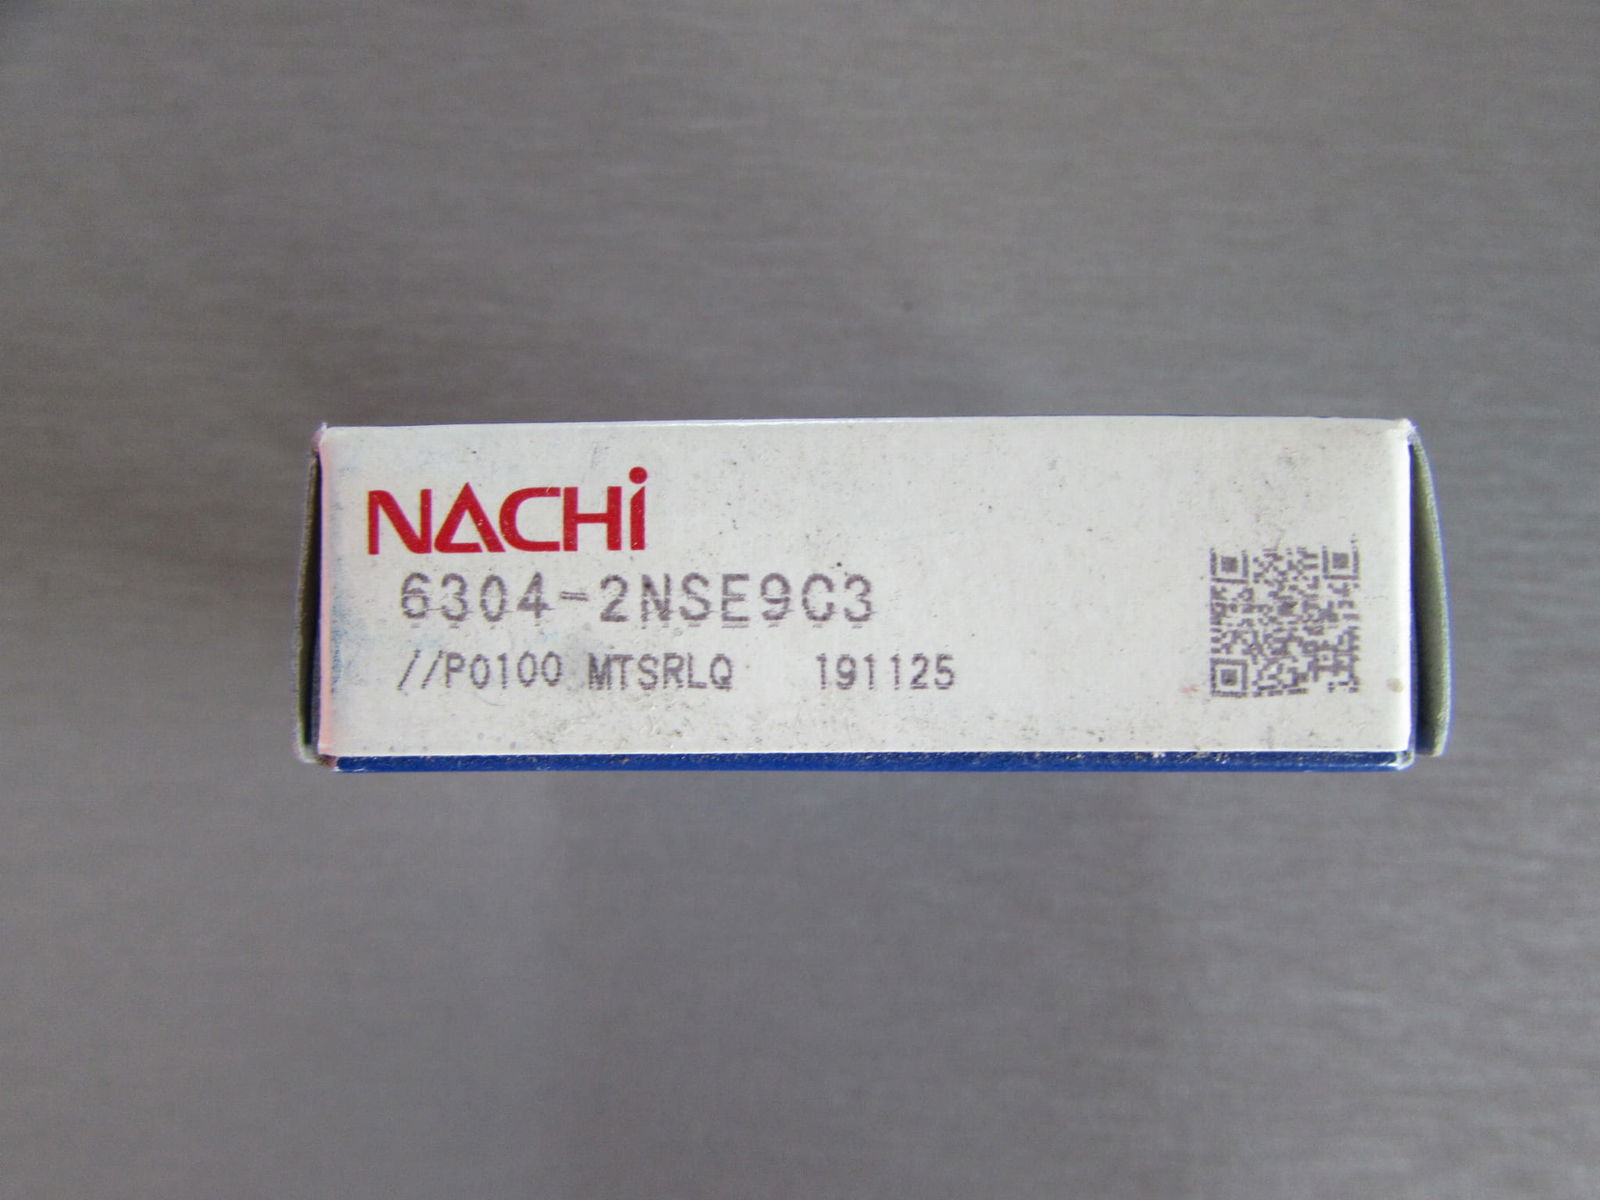 NACHi
6304-2NSE9C3
//P0100 MTSRLQ 191125